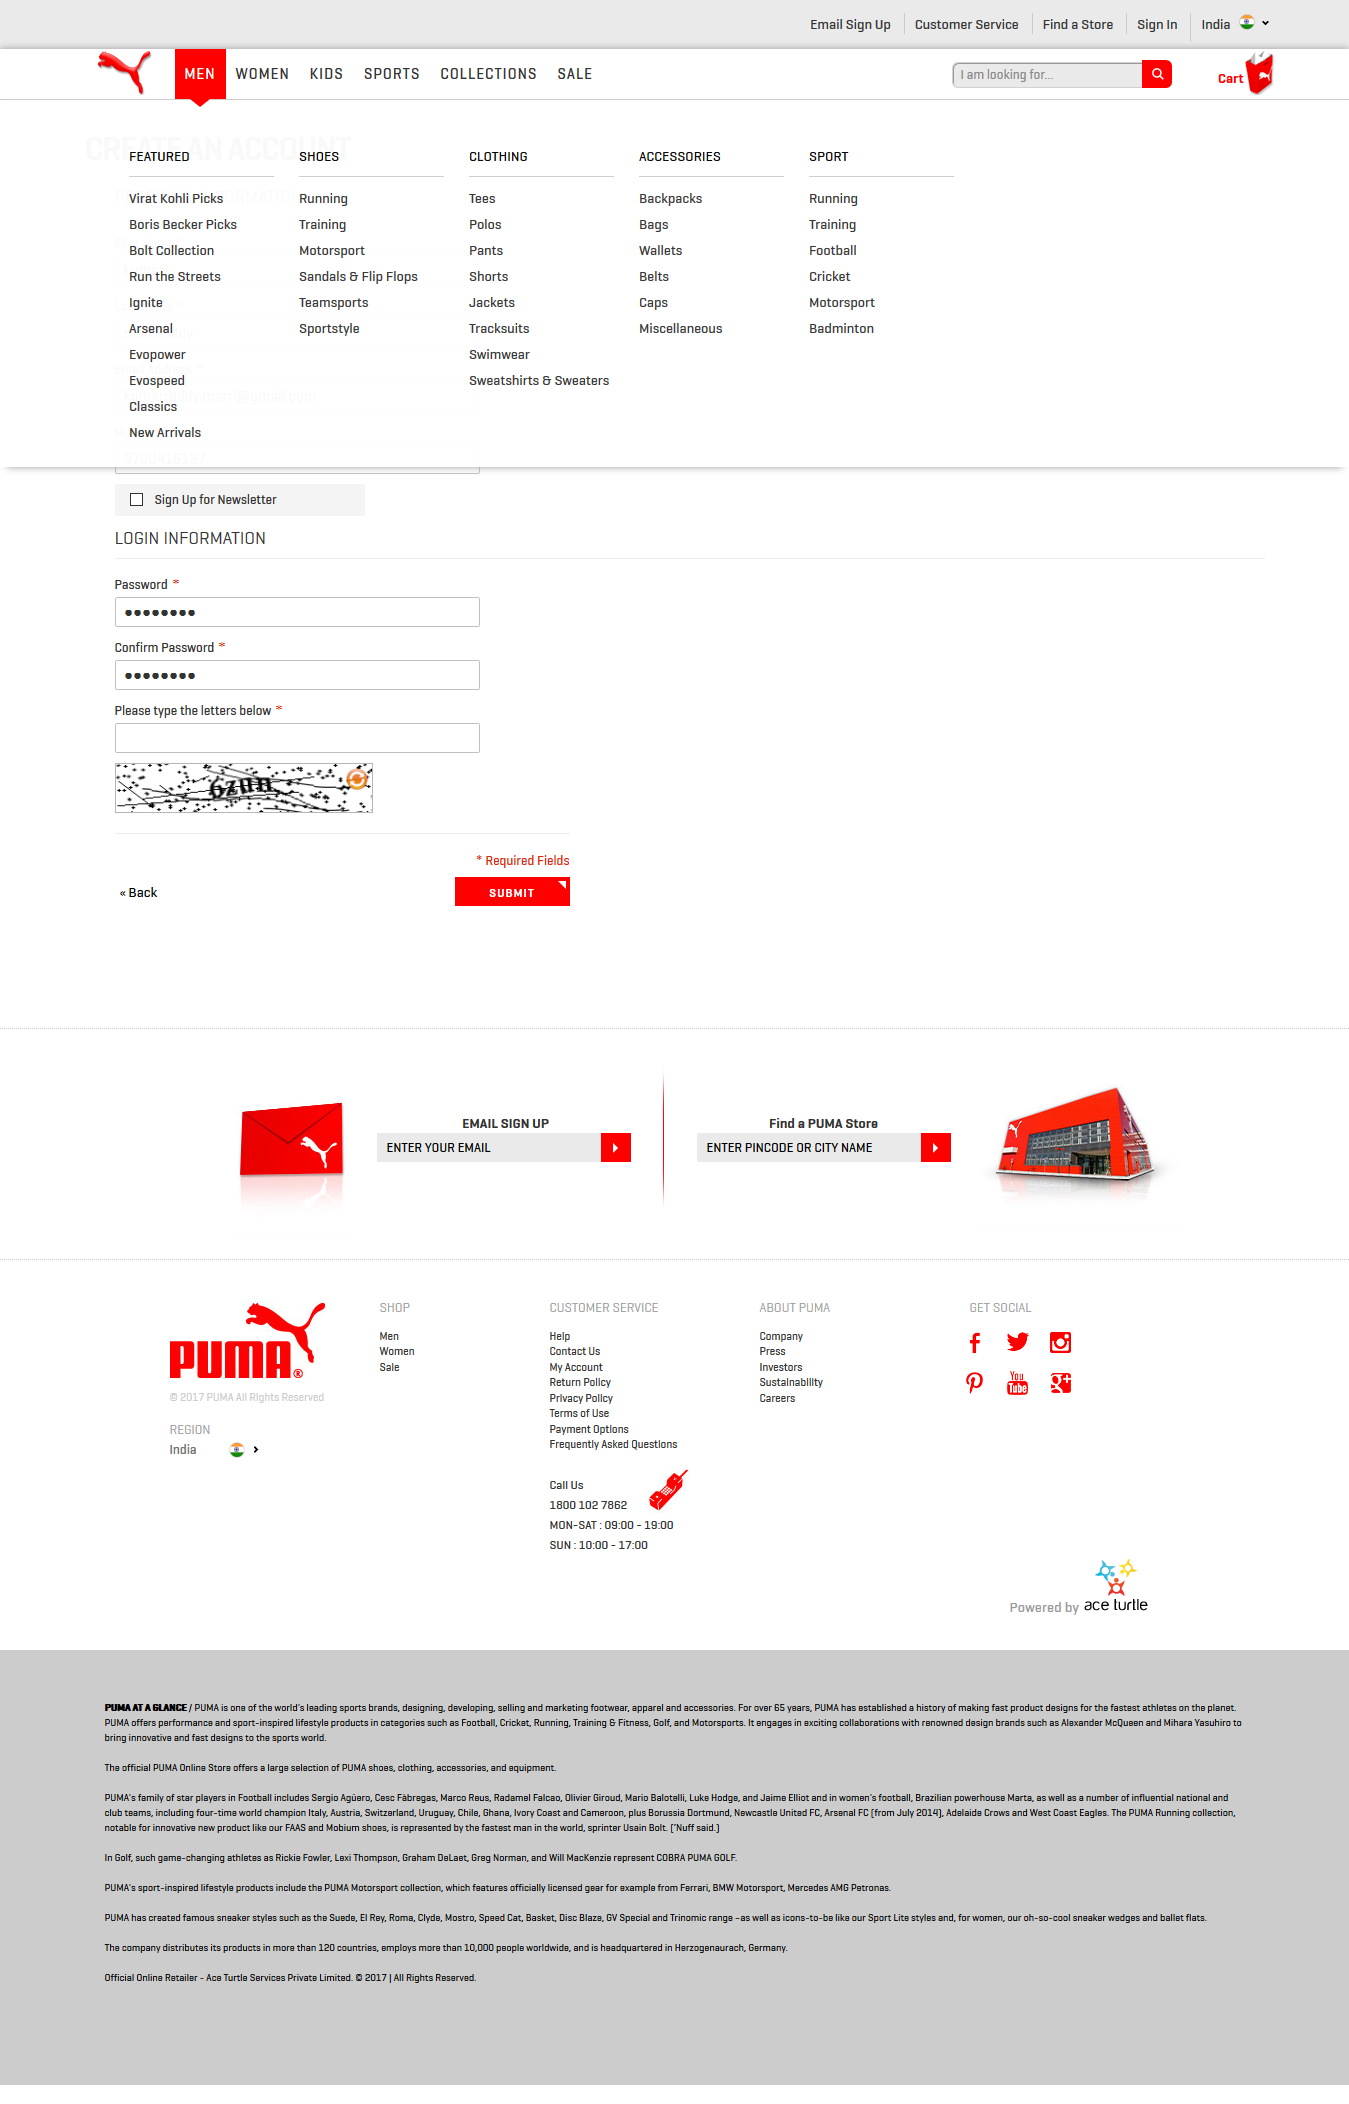 Email Sign Up
Customer Service
Find a Store
Sign In
India
MEN
WOMEN
KIDS
SPORTS
COLLECTIONS
SALE
I am looking for...
Cart
CREATE AN ACCOUNT
FEATURED
Virat Kohli Picks
Boris Becker Picks
Bolt Collection
Run the Streets
Ignite
Arsenal
Evopower
Evospeed
Classics
New Arrivals
SHOES
Running
Training
Motorsport
Sandals & Flip Flops
Teamsports
Sportstyle
CLOTHING
Tees
Polos
Pants
Shorts
Jackets
Tracksuits
Swimwear
Sweatshirts & Sweaters
ACCESSORIES
Backpacks
Bags
Wallets
Belts
Caps
Miscellaneous
SPORT
Running
Training
Football
Cricket
Motorsport
Badminton
Sign Up for Newsletter
LOGIN INFORMATION
Password *
Confirm Password *
Please type the letters below *
* Required Fields
« Back
SUBMIT
EMAIL SIGN UP
ENTER YOUR EMAIL
Find a PUMA Store
ENTER PINCODE OR CITY NAME
PUMA®
© 2017 PUMA All Rights Reserved
REGION
India
SHOP
Men
Women
Sale
CUSTOMER SERVICE
Help
Contact Us
My Account
Return Policy
Privacy Policy
Terms of Use
Payment Options
Frequently Asked Questions
Call Us
1800 102 7862
MON-SAT : 09:00 - 19:00
SUN : 10:00 - 17:00
ABOUT PUMA
Company
Press
Investors
Sustainability
Careers
GET SOCIAL
You Tube
Powered by ace turtle
PUMA AT A GLANCE / PUMA is one of the world's leading sports brands, designing, developing, selling and marketing footwear, apparel and accessories. For over 65 years, PUMA has established a history of making fast product designs for the fastest athletes on the planet.
PUMA offers performance and sport-inspired lifestyle products in categories such as Football, Cricket, Running, Training & Fitness, Golf, and Motorsports. It engages in exciting collaborations with renowned design brands such as Alexander McQueen and Mihara Yasuhiro to
bring innovative and fast designs to the sports world.
The official PUMA Online Store offers a large selection of PUMA shoes, clothing, accessories, and equipment.
PUMA's family of star players in Football includes Sergio Agüero, Cesc Fàbregas, Marco Reus, Radamel Falcao, Olivier Giroud, Mario Balotelli, Luke Hodge, and Jaime Elliot and in women's football, Brazilian powerhouse Marta, as well as a number of influential national and
club teams, including four-time world champion Italy, Austria, Switzerland, Uruguay, Chile, Ghana, Ivory Coast and Cameroon, plus Borussia Dortmund, Newcastle United FC, Arsenal FC (from July 2014), Adelaide Crows and West Coast Eagles. The PUMA Running collection,
notable for innovative new product like our FAAS and Mobium shoes, is represented by the fastest man in the world, sprinter Usain Bolt. ('Nuff said.)
In Golf, such game-changing athletes as Rickie Fowler, Lexi Thompson, Graham DeLaet, Greg Norman, and Will MacKenzie represent COBRA PUMA GOLF.
PUMA's sport-inspired lifestyle products include the PUMA Motorsport collection, which features officially licensed gear for example from Ferrari, BMW Motorsport, Mercedes AMG Petronas.
PUMA has created famous sneaker styles such as the Suede, El Rey, Roma, Clyde, Mostro, Speed Cat, Basket, Disc Blaze, GV Special and Trinomic range –as well as icons-to-be like our Sport Lite styles and, for women, our oh-so-cool sneaker wedges and ballet flats.
The company distributes its products in more than 120 countries, employs more than 10,000 people worldwide, and is headquartered in Herzogenaurach, Germany.
Official Online Retailer - Ace Turtle Services Private Limited. © 2017 | All Rights Reserved.